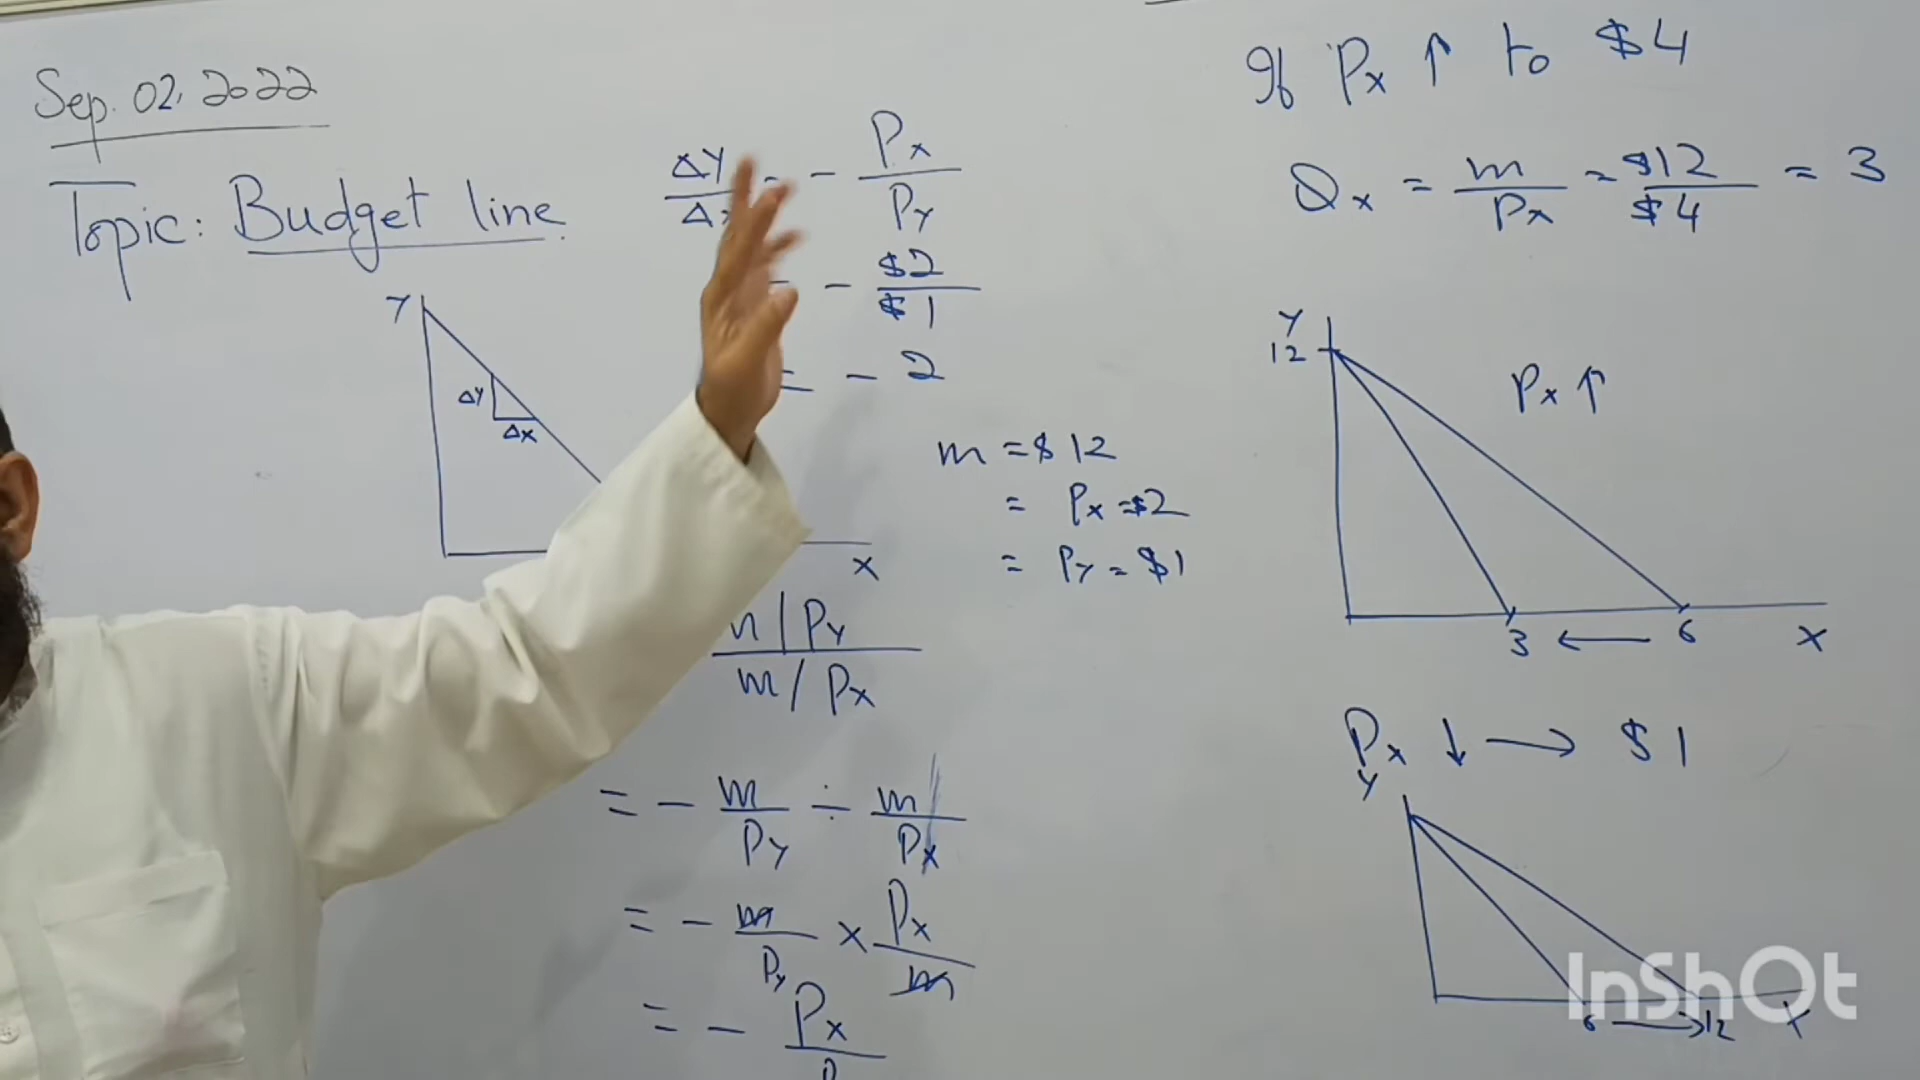 Sep. 02, 2022
Topic: Budget line
Y
ΔY
Δx
X
ΔY/Δx = - Px/Py
= - $2/$1
= - 2
m = $12
= Px = $2
= Py = $1
m/Py
m/Px
= - m/Py ÷ m/Px
= - m/Py × Px/m
= - Px/P
If Px ↑ to $4
Qx = m/Px = $12/$4 = 3
Y
12
Px ↑
3 ← 6 X
Px ↓ → $1
Y
6 → 12 X
InShOt